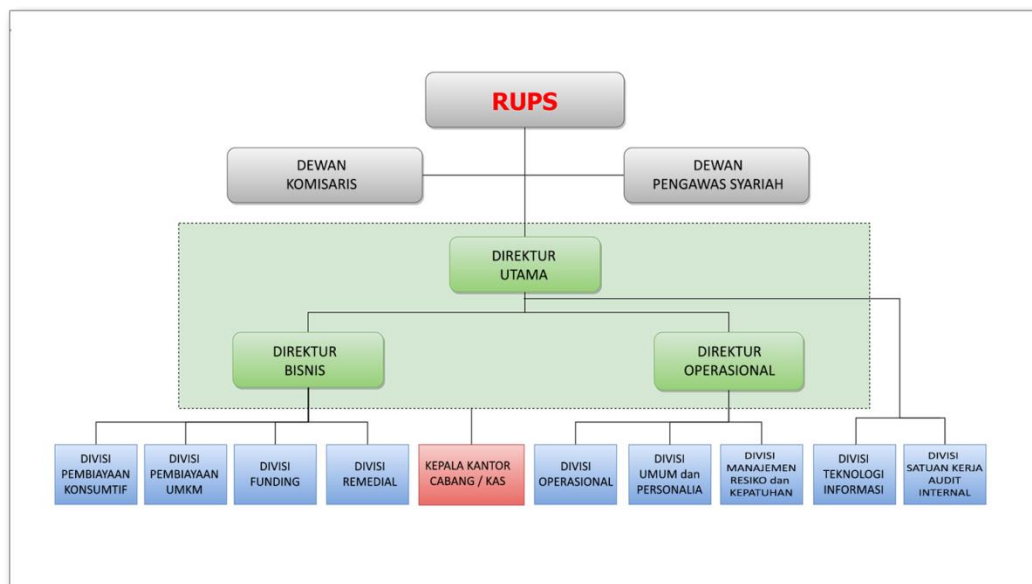 RUPS
DEWAN
KOMISARIS
DEWAN
PENGAWAS SYARIAH
DIREKTUR
UTAMA
DIREKTUR
BISNIS
DIREKTUR
OPERASIONAL
DIVISI
PEMBIAYAAN
KONSUMTIF
DIVISI
PEMBIAYAAN
UMKM
DIVISI
FUNDING
DIVISI
REMEDIAL
KEPALA KANTOR
CABANG / KAS
DIVISI
OPERASIONAL
DIVISI
UMUM dan
PERSONALIA
DIVISI
MANAJEMEN
RESIKO dan
KEPATUHAN
DIVISI
TEKNOLOGI
INFORMASI
DIVISI
SATUAN KERJA
AUDIT
INTERNAL